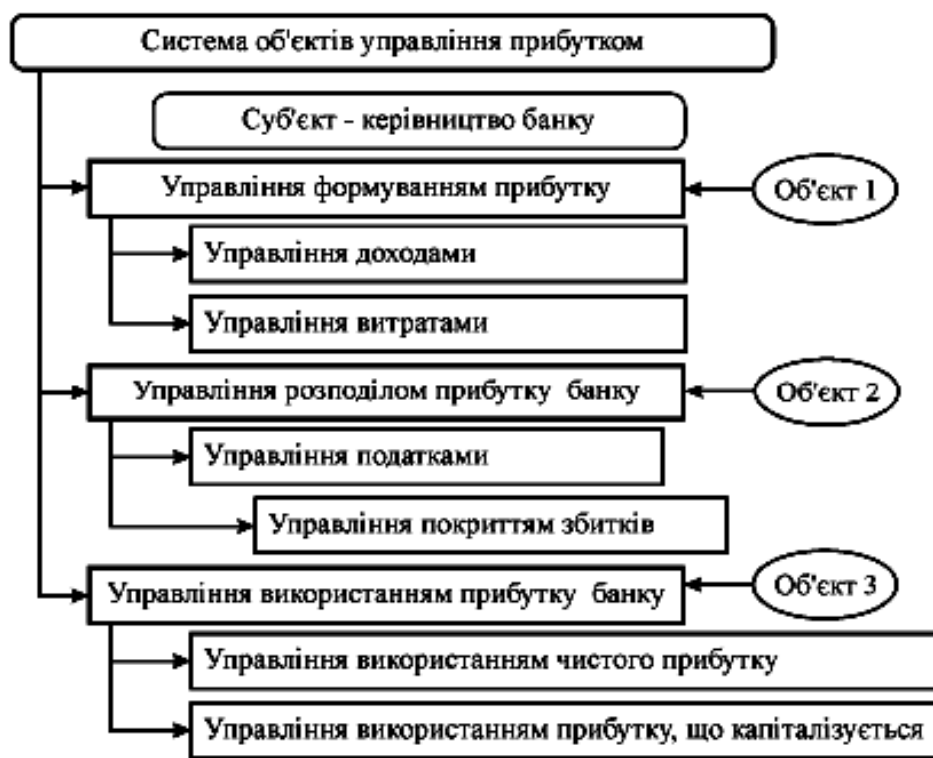 Система об'єктів управління прибутком
Суб'єкт - керівництво банку
Управління формуванням прибутку
Об'єкт 1
Управління доходами
Управління витратами
Управління розподілом прибутку банку
Об'єкт 2
Управління податками
Управління покриттям збитків
Управління використанням прибутку банку
Об'єкт 3
Управління використанням чистого прибутку
Управління використанням прибутку, що капіталізується